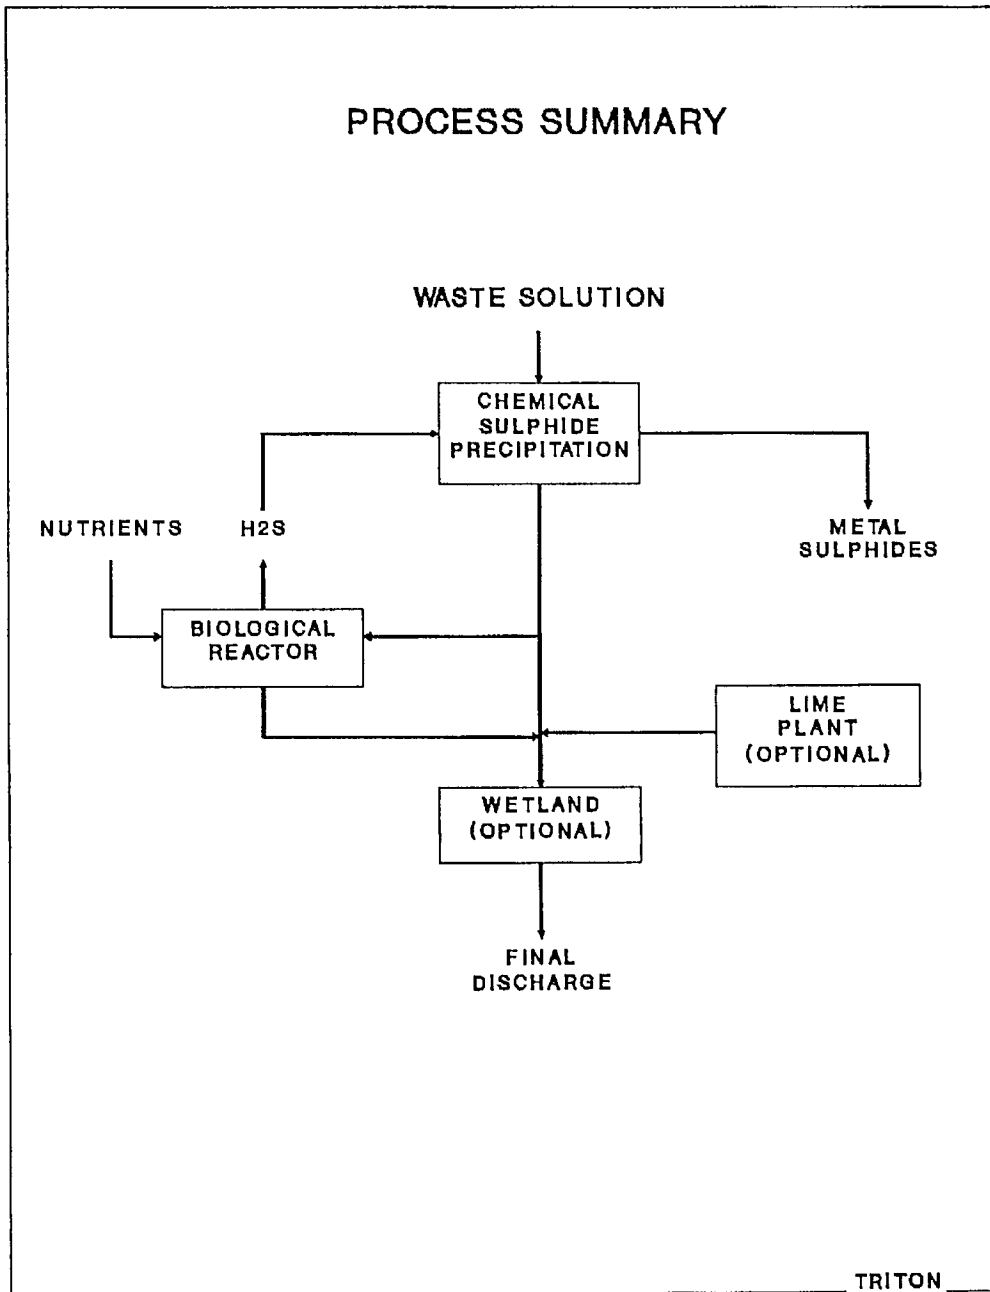 PROCESS SUMMARY
WASTE SOLUTION
CHEMICAL
SULPHIDE
PRECIPITATION
NUTRIENTS
H2S
METAL
SULPHIDES
BIOLOGICAL
REACTOR
LIME
PLANT
(OPTIONAL)
WETLAND
(OPTIONAL)
FINAL
DISCHARGE
TRITON